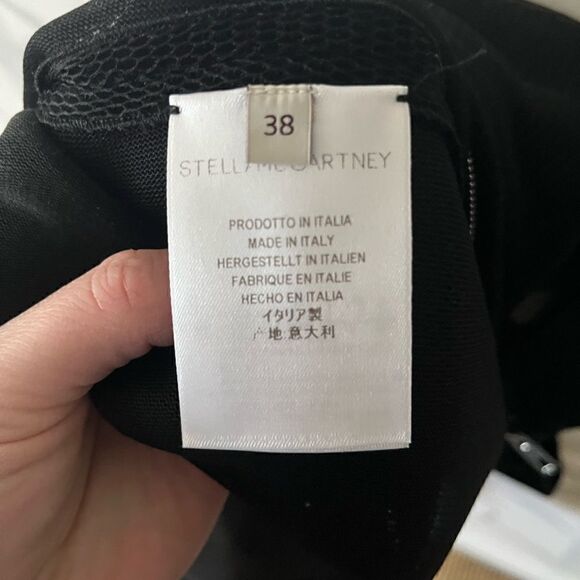 38
STELLA McCARTNEY
PRODOTTO IN ITALIA
MADE IN ITALY
HERGESTELLT IN ITALIEN
FABRIQUE EN ITALIE
HECHO EN ITALIA
イタリア製
产地:意大利